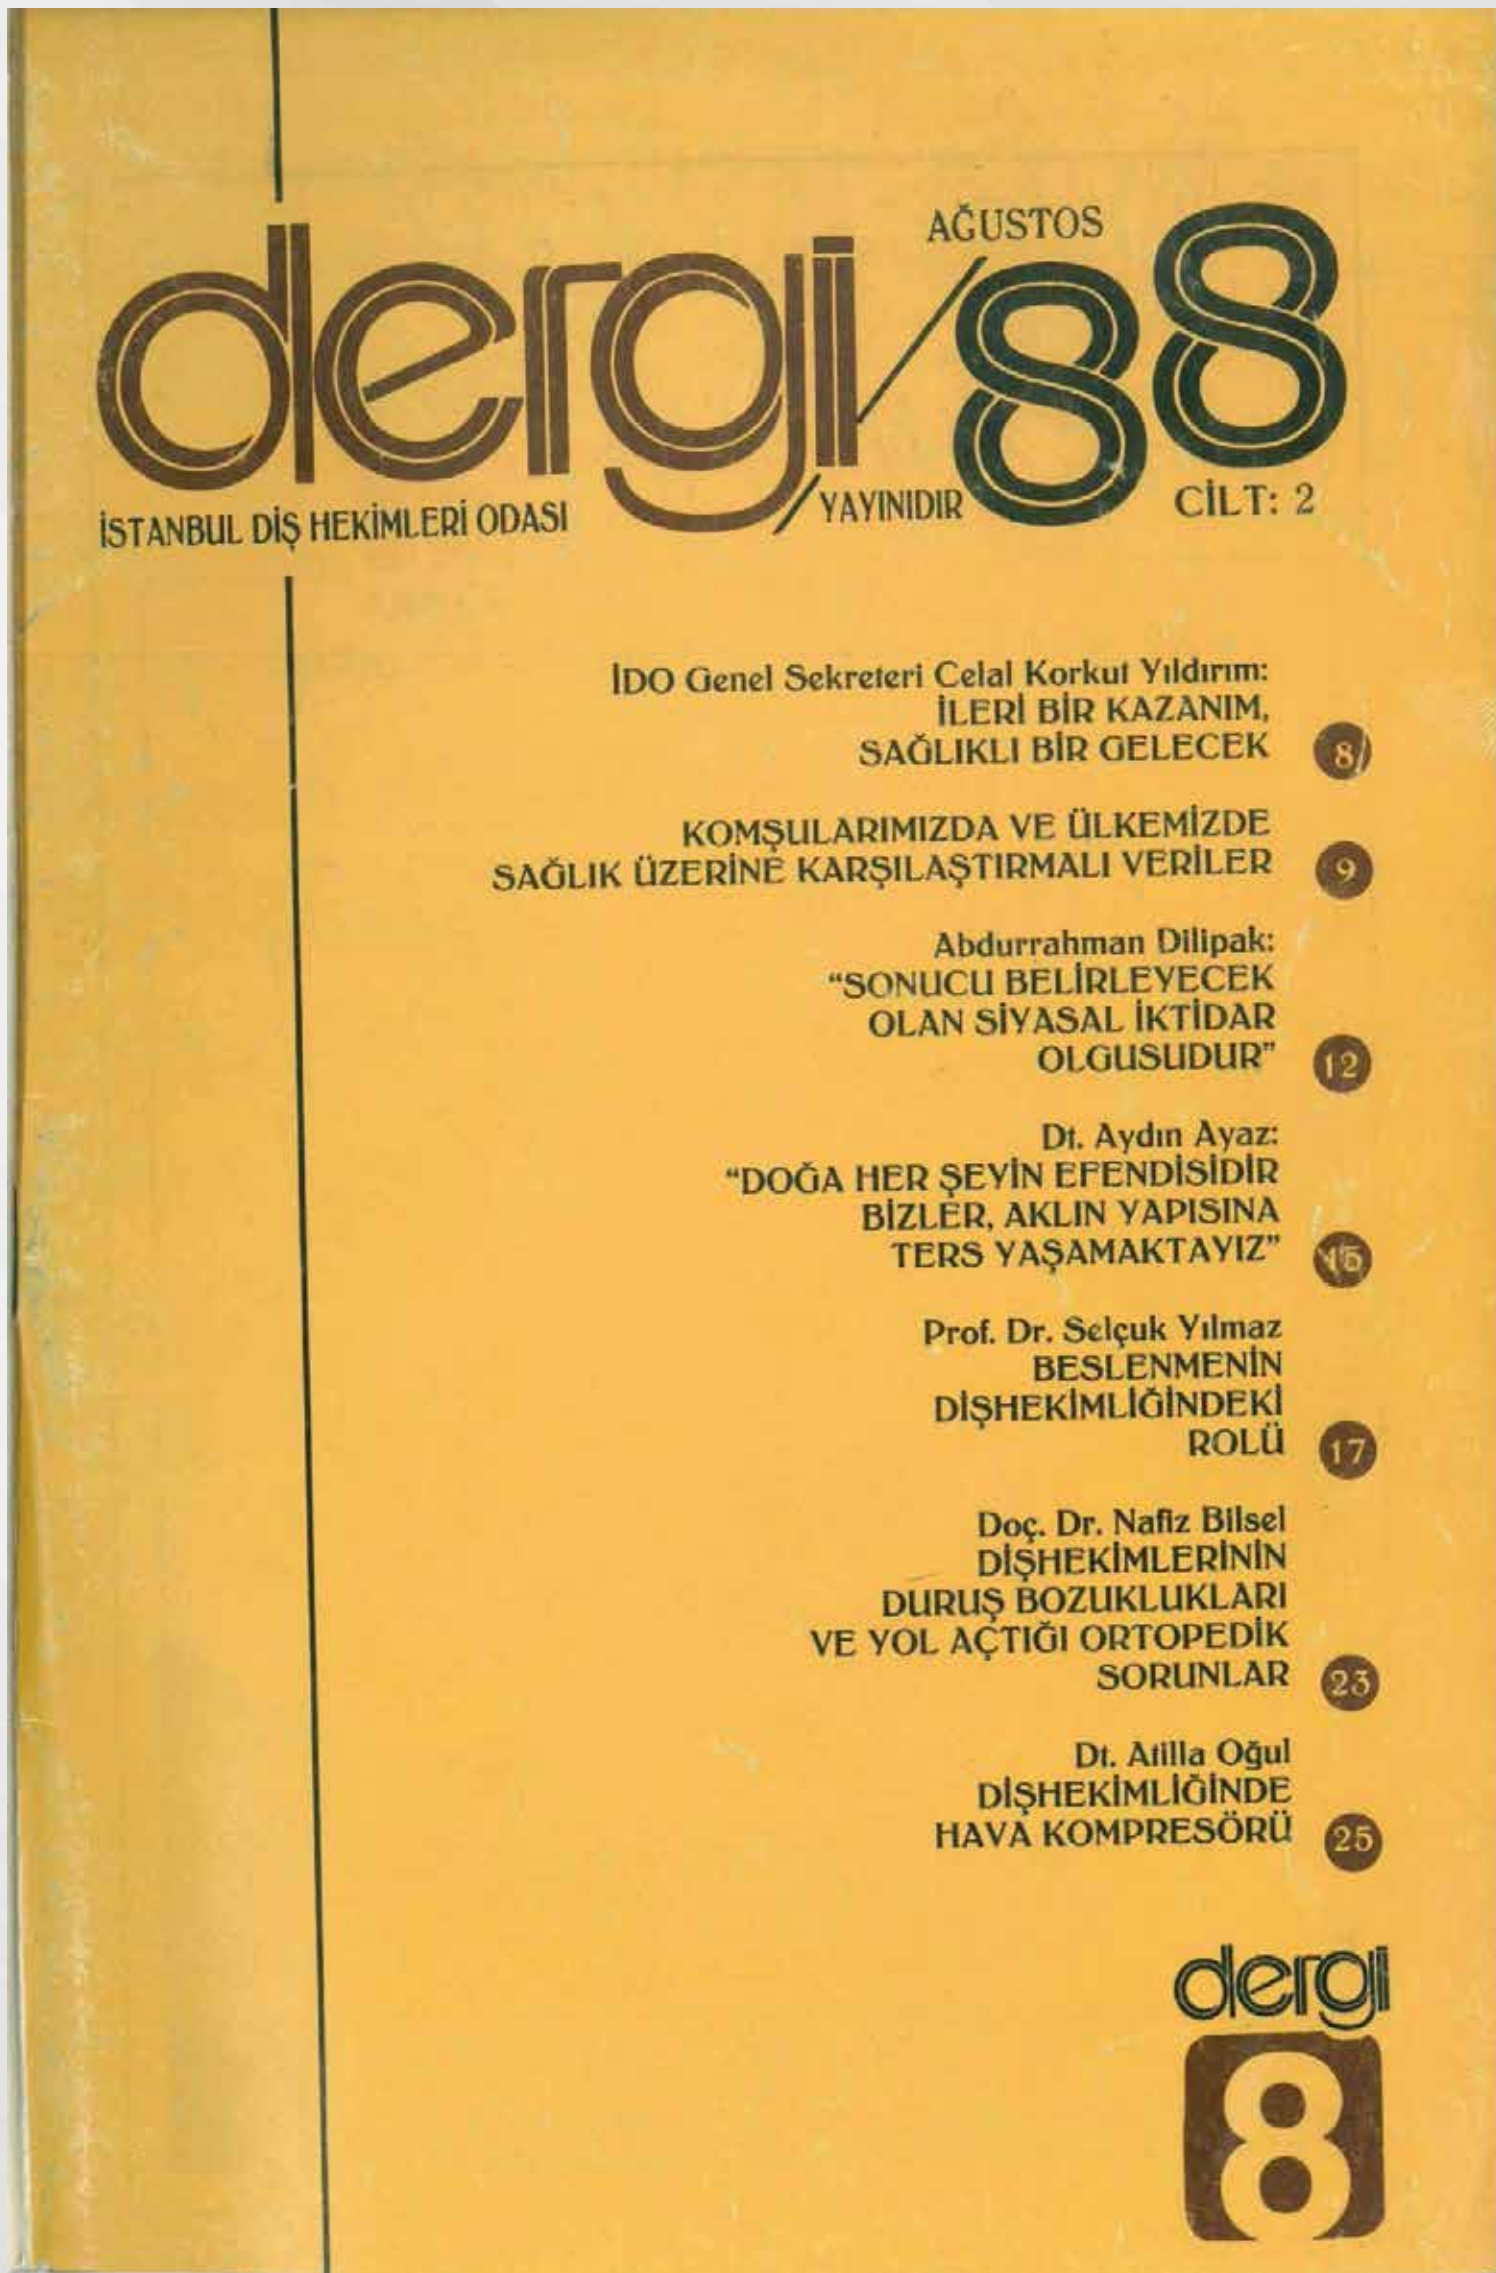 AĞUSTOS
dergi/88
İSTANBUL DİŞ HEKİMLERİ ODASI
YAYINIDIR
CİLT: 2
İDO Genel Sekreteri Celal Korkut Yıldırım:
İLERİ BİR KAZANIM,
SAĞLIKLI BİR GELECEK
8
KOMŞULARIMIZDA VE ÜLKEMİZDE
SAĞLIK ÜZERİNE KARŞILAŞTIRMALI VERİLER
9
Abdurrahman Dilipak:
“SONUCU BELİRLEYECEK
OLAN SİYASAL İKTİDAR
OLGUSUDUR”
12
Dt. Aydın Ayaz:
“DOĞA HER ŞEYİN EFENDİSİDİR
BİZLER, AKLIN YAPISINA
TERS YAŞAMAKTAYIZ”
15
Prof. Dr. Selçuk Yılmaz
BESLENMENİN
DİŞHEKİMLİĞİNDEKİ
ROLÜ
17
Doç. Dr. Nafiz Bilsel
DİŞHEKİMLERİNİN
DURUŞ BOZUKLUKLARI
VE YOL AÇTIĞI ORTOPEDİK
SORUNLAR
23
Dt. Atilla Oğul
DİŞHEKİMLİĞİNDE
HAVA KOMPRESÖRÜ
25
dergi
8